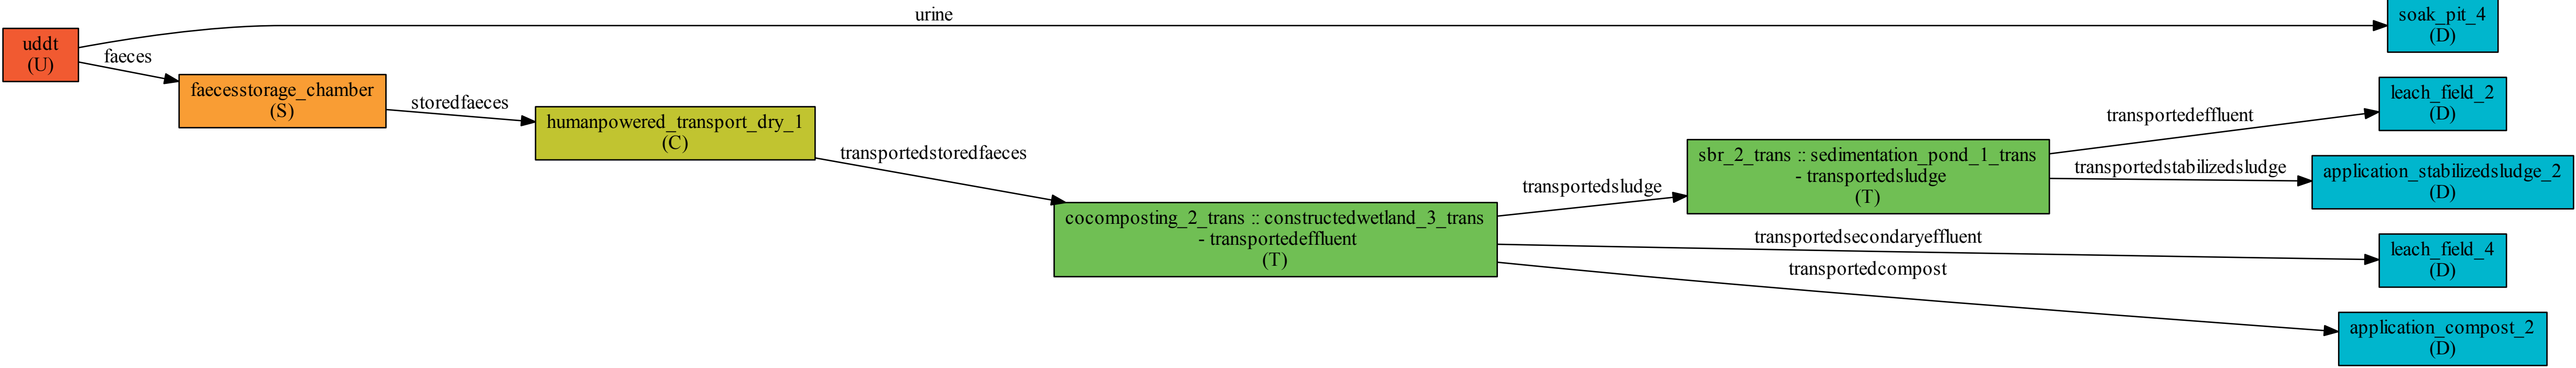 uddt
(U)
urine
faeces
faecesstorage_chamber
(S)
storedfaeces
humanpowered_transport_dry_1
(C)
transportedstoredfaeces
cocomposting_2_trans :: constructedwetland_3_trans
- transportedeffluent
(T)
transportedsludge
sbr_2_trans :: sedimentation_pond_1_trans
- transportedsludge
(T)
transportedsecondaryeffluent
transportedcompost
transportedeffluent
transportedstabilizedsludge
soak_pit_4
(D)
leach_field_2
(D)
application_stabilizedsludge_2
(D)
leach_field_4
(D)
application_compost_2
(D)